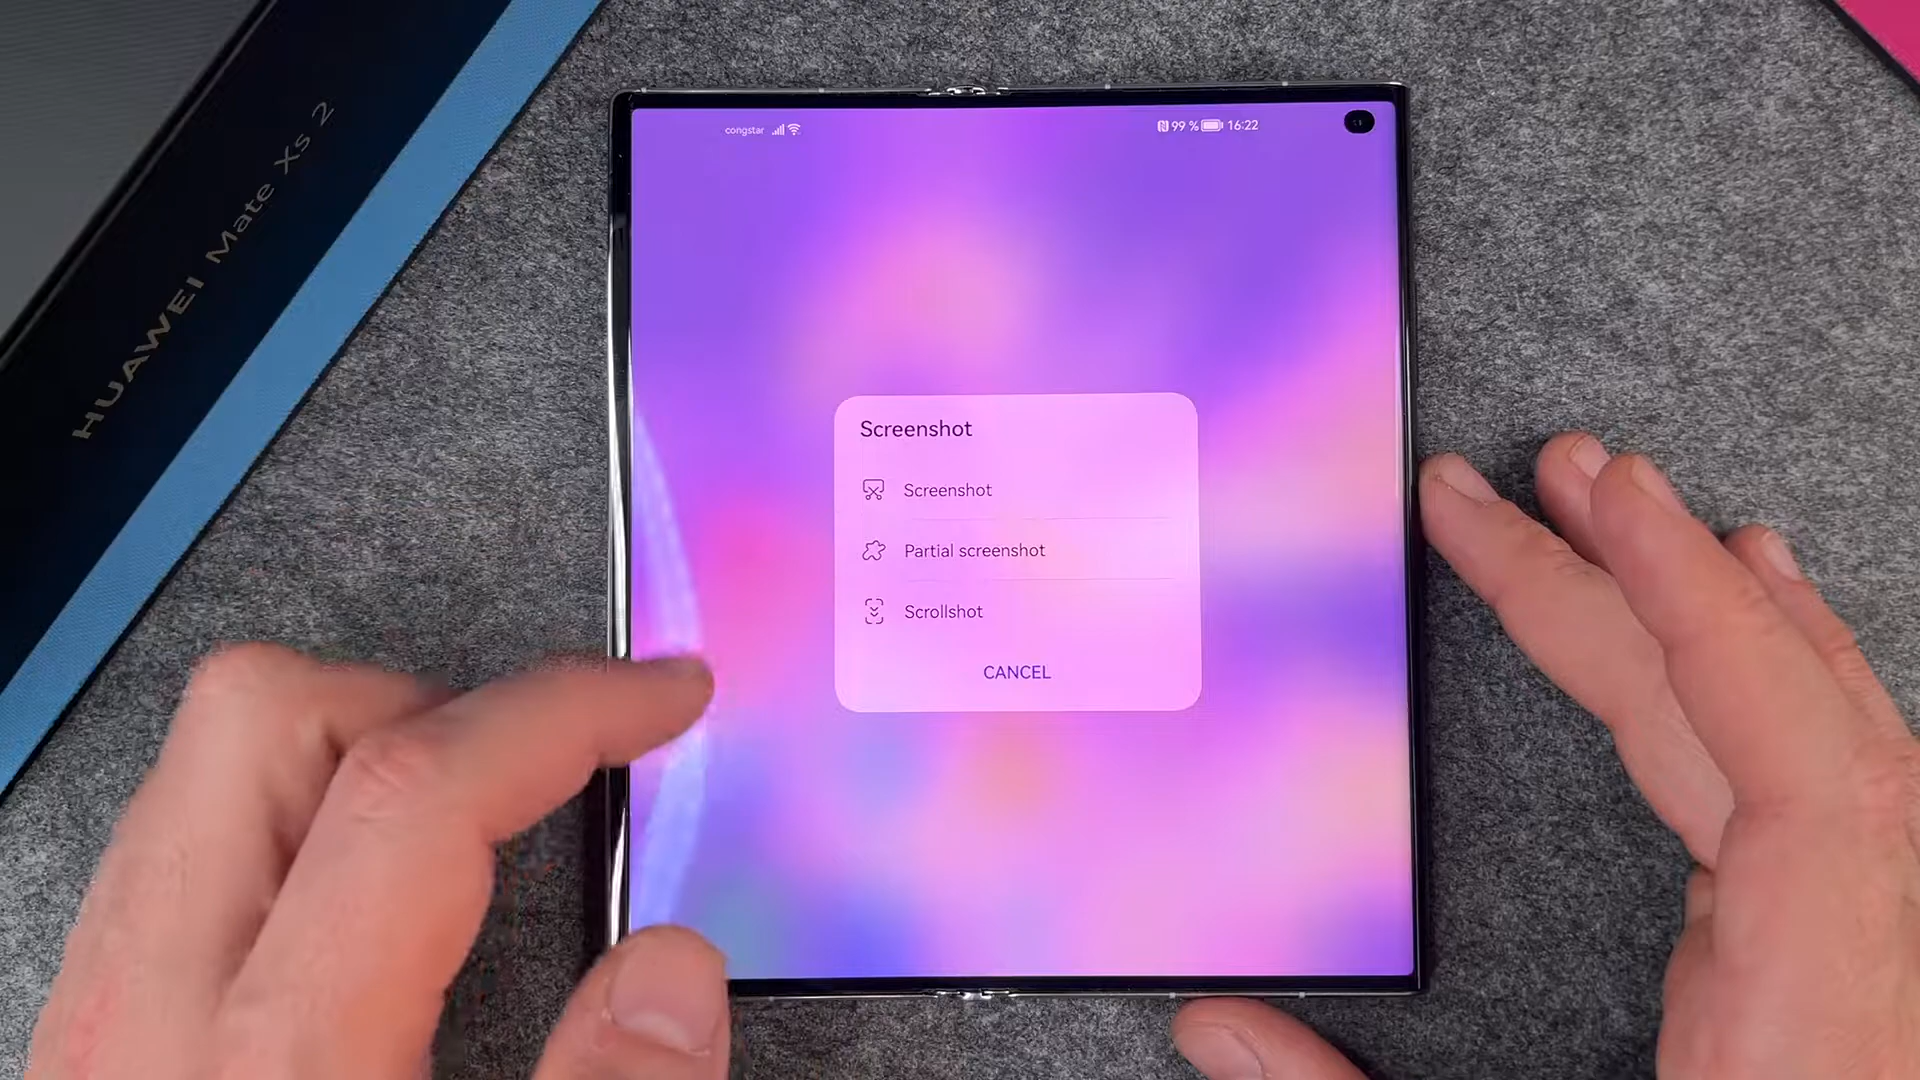 HUAWEI Mate Xs 2
congstar
99 % 16:22
Screenshot
Screenshot
Partial screenshot
Scrollshot
CANCEL